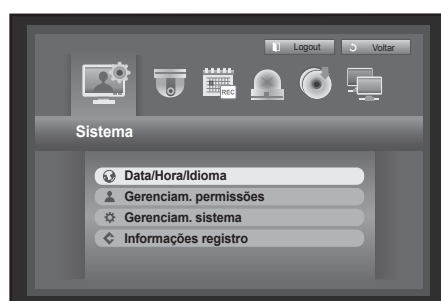 Logout Voltar
REC
Sistema
Data/Hora/Idioma
Gerenciam. permissões
Gerenciam. sistema
Informações registro